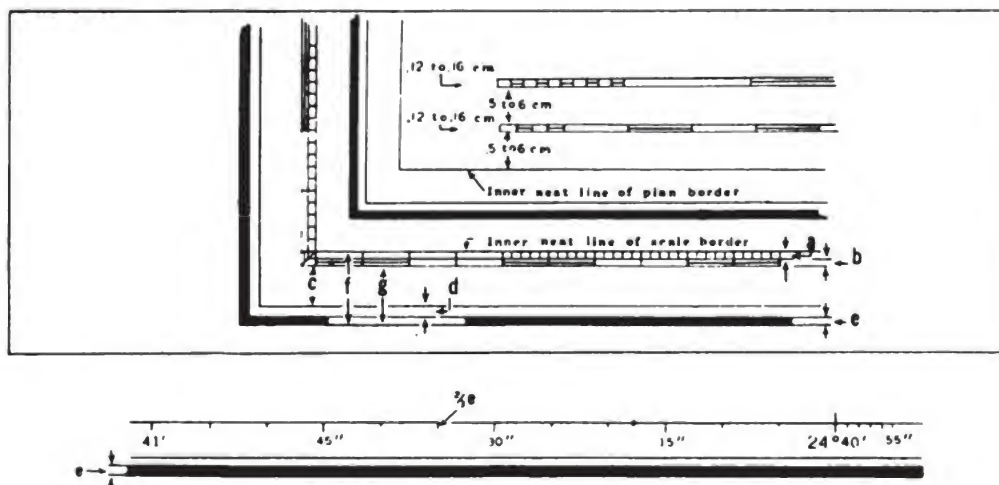 .12 to .16 cm
.5 to 6 cm
.12 to .16 cm
.5 to 6 cm
Inner neat line of plan border
Inner neat line of scale border
a
b
c
f
g
d
e
⅔e
41'
45"
30"
15"
24°40'
55"
e